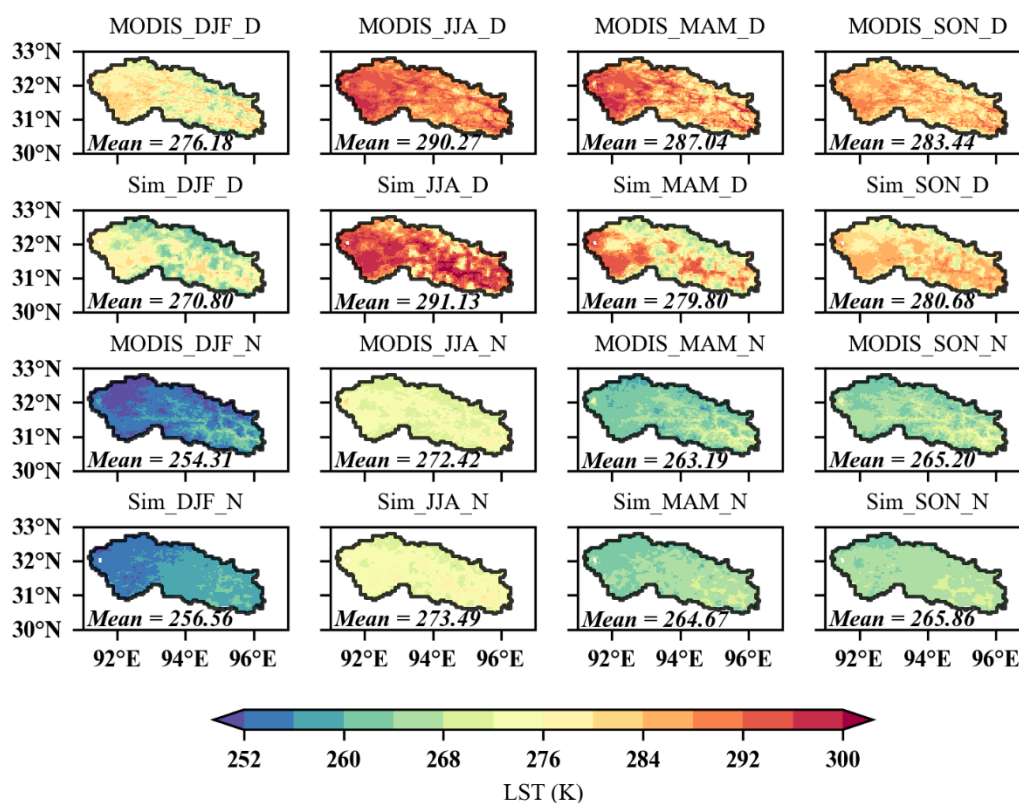 MODIS_DJF_D MODIS_JJA_D MODIS_MAM_D MODIS_SON_D
33°N
32°N
31°N
30°N
Mean = 276.18 Mean = 290.27 Mean = 287.04 Mean = 283.44
Sim_DJF_D Sim_JJA_D Sim_MAM_D Sim_SON_D
33°N
32°N
31°N
30°N
Mean = 270.80 Mean = 291.13 Mean = 279.80 Mean = 280.68
MODIS_DJF_N MODIS_JJA_N MODIS_MAM_N MODIS_SON_N
33°N
32°N
31°N
30°N
Mean = 254.31 Mean = 272.42 Mean = 263.19 Mean = 265.20
Sim_DJF_N Sim_JJA_N Sim_MAM_N Sim_SON_N
33°N
32°N
31°N
30°N
Mean = 256.56 Mean = 273.49 Mean = 264.67 Mean = 265.86
92°E 94°E 96°E 92°E 94°E 96°E 92°E 94°E 96°E 92°E 94°E 96°E
252 260 268 276 284 292 300
LST (K)